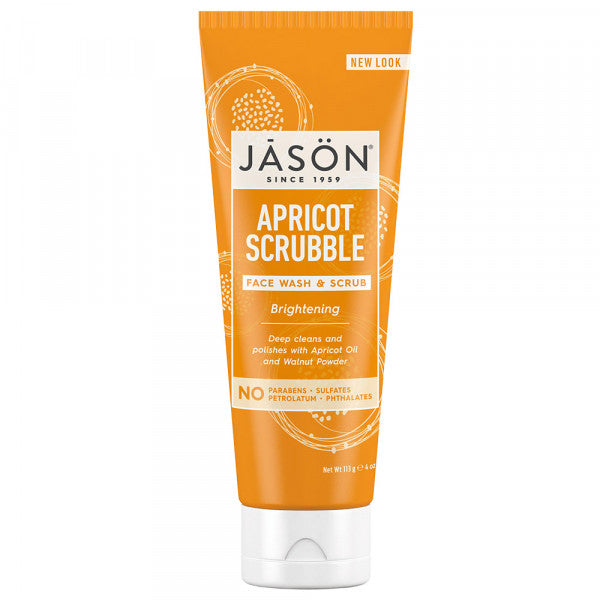 NEW LOOK
JĀSÖN®
SINCE 1959
APRICOT
SCRUBBLE
FACE WASH & SCRUB
Brightening
Deep cleans and
polishes with Apricot Oil
and Walnut Powder
NO PARABENS • SULFATES
PETROLATUM • PHTHALATES
Net Wt 113 g ℮ 4 oz